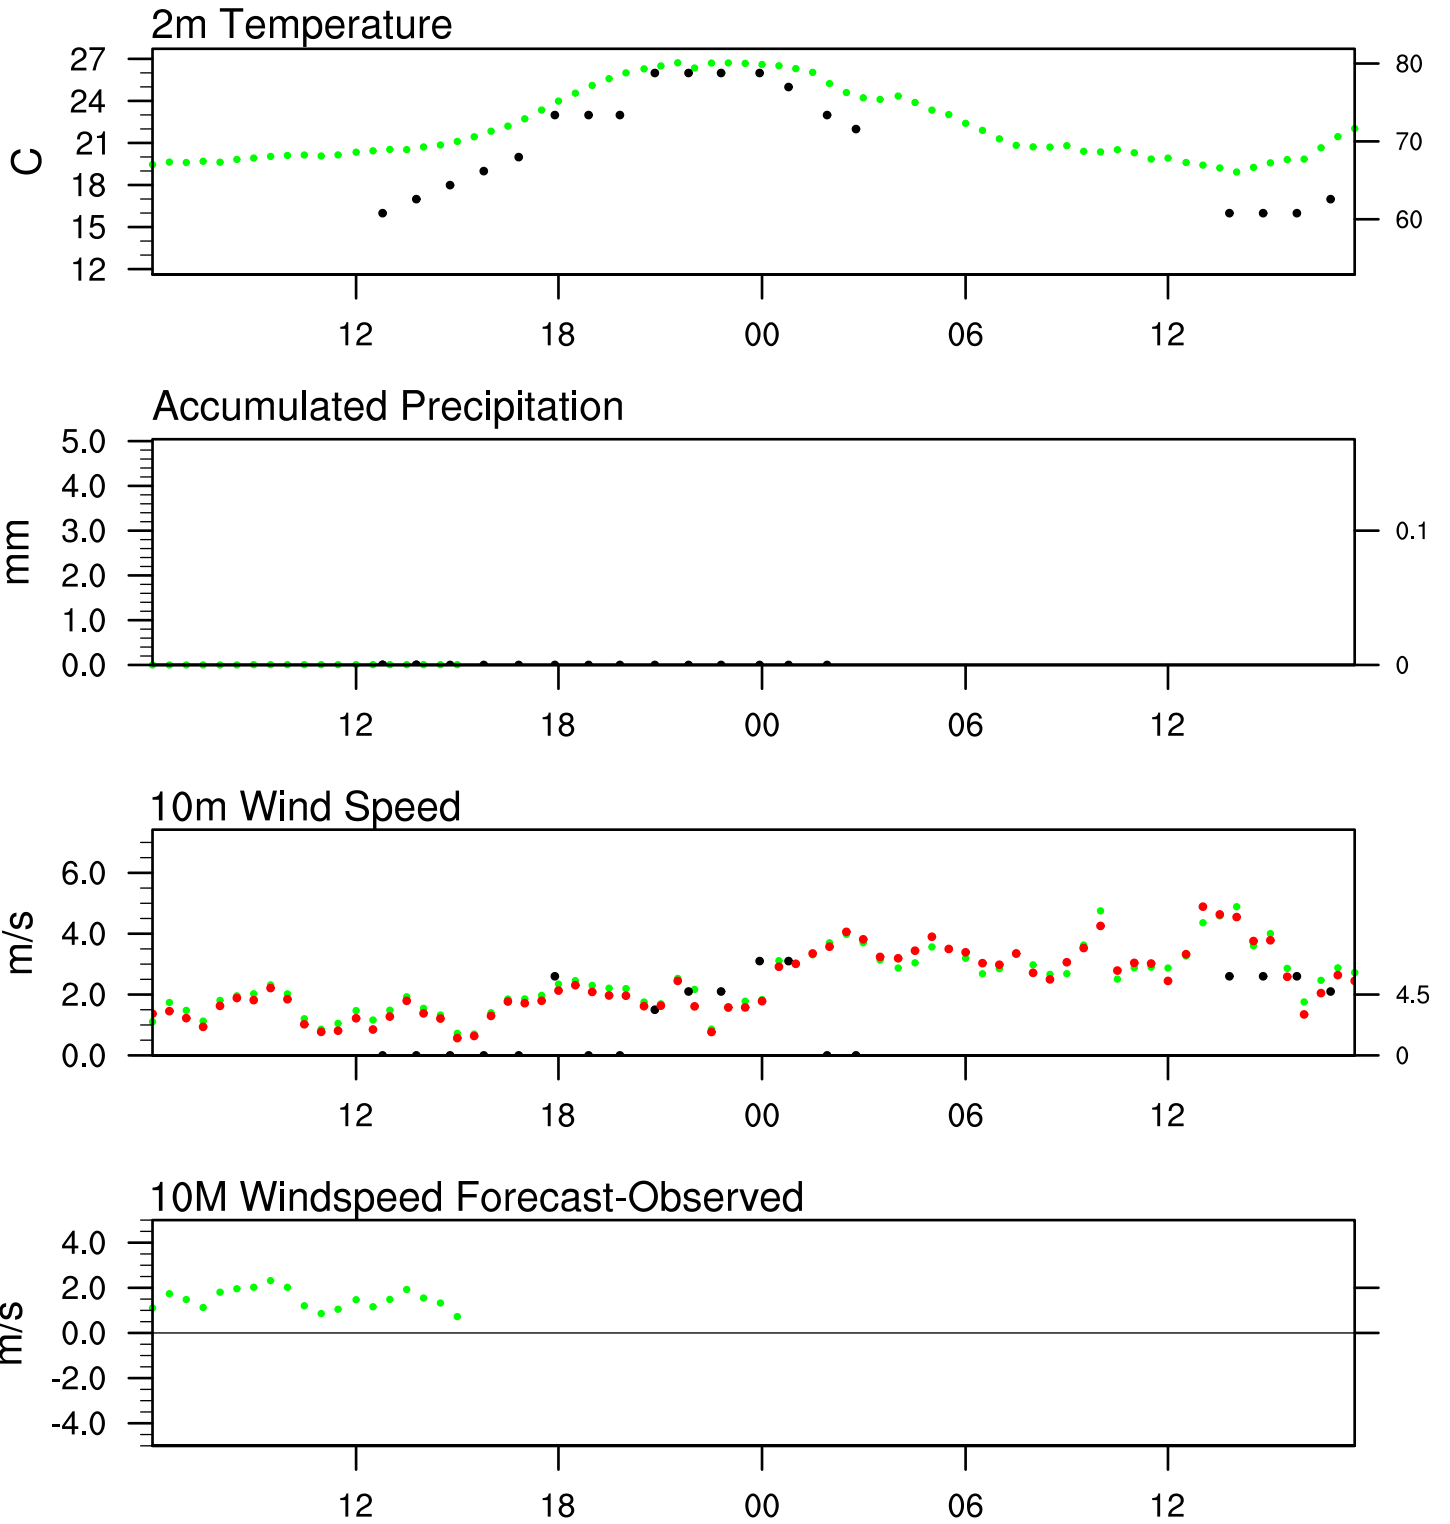 2m Temperature
27
24
21
18
15
12
C
80
70
60
12 18 00 06 12
Accumulated Precipitation
5.0
4.0
3.0
2.0
1.0
0.0
mm
0.1
0
12 18 00 06 12
10m Wind Speed
6.0
4.0
2.0
0.0
m/s
4.5
0
12 18 00 06 12
10M Windspeed Forecast-Observed
4.0
2.0
0.0
-2.0
-4.0
m/s
12 18 00 06 12